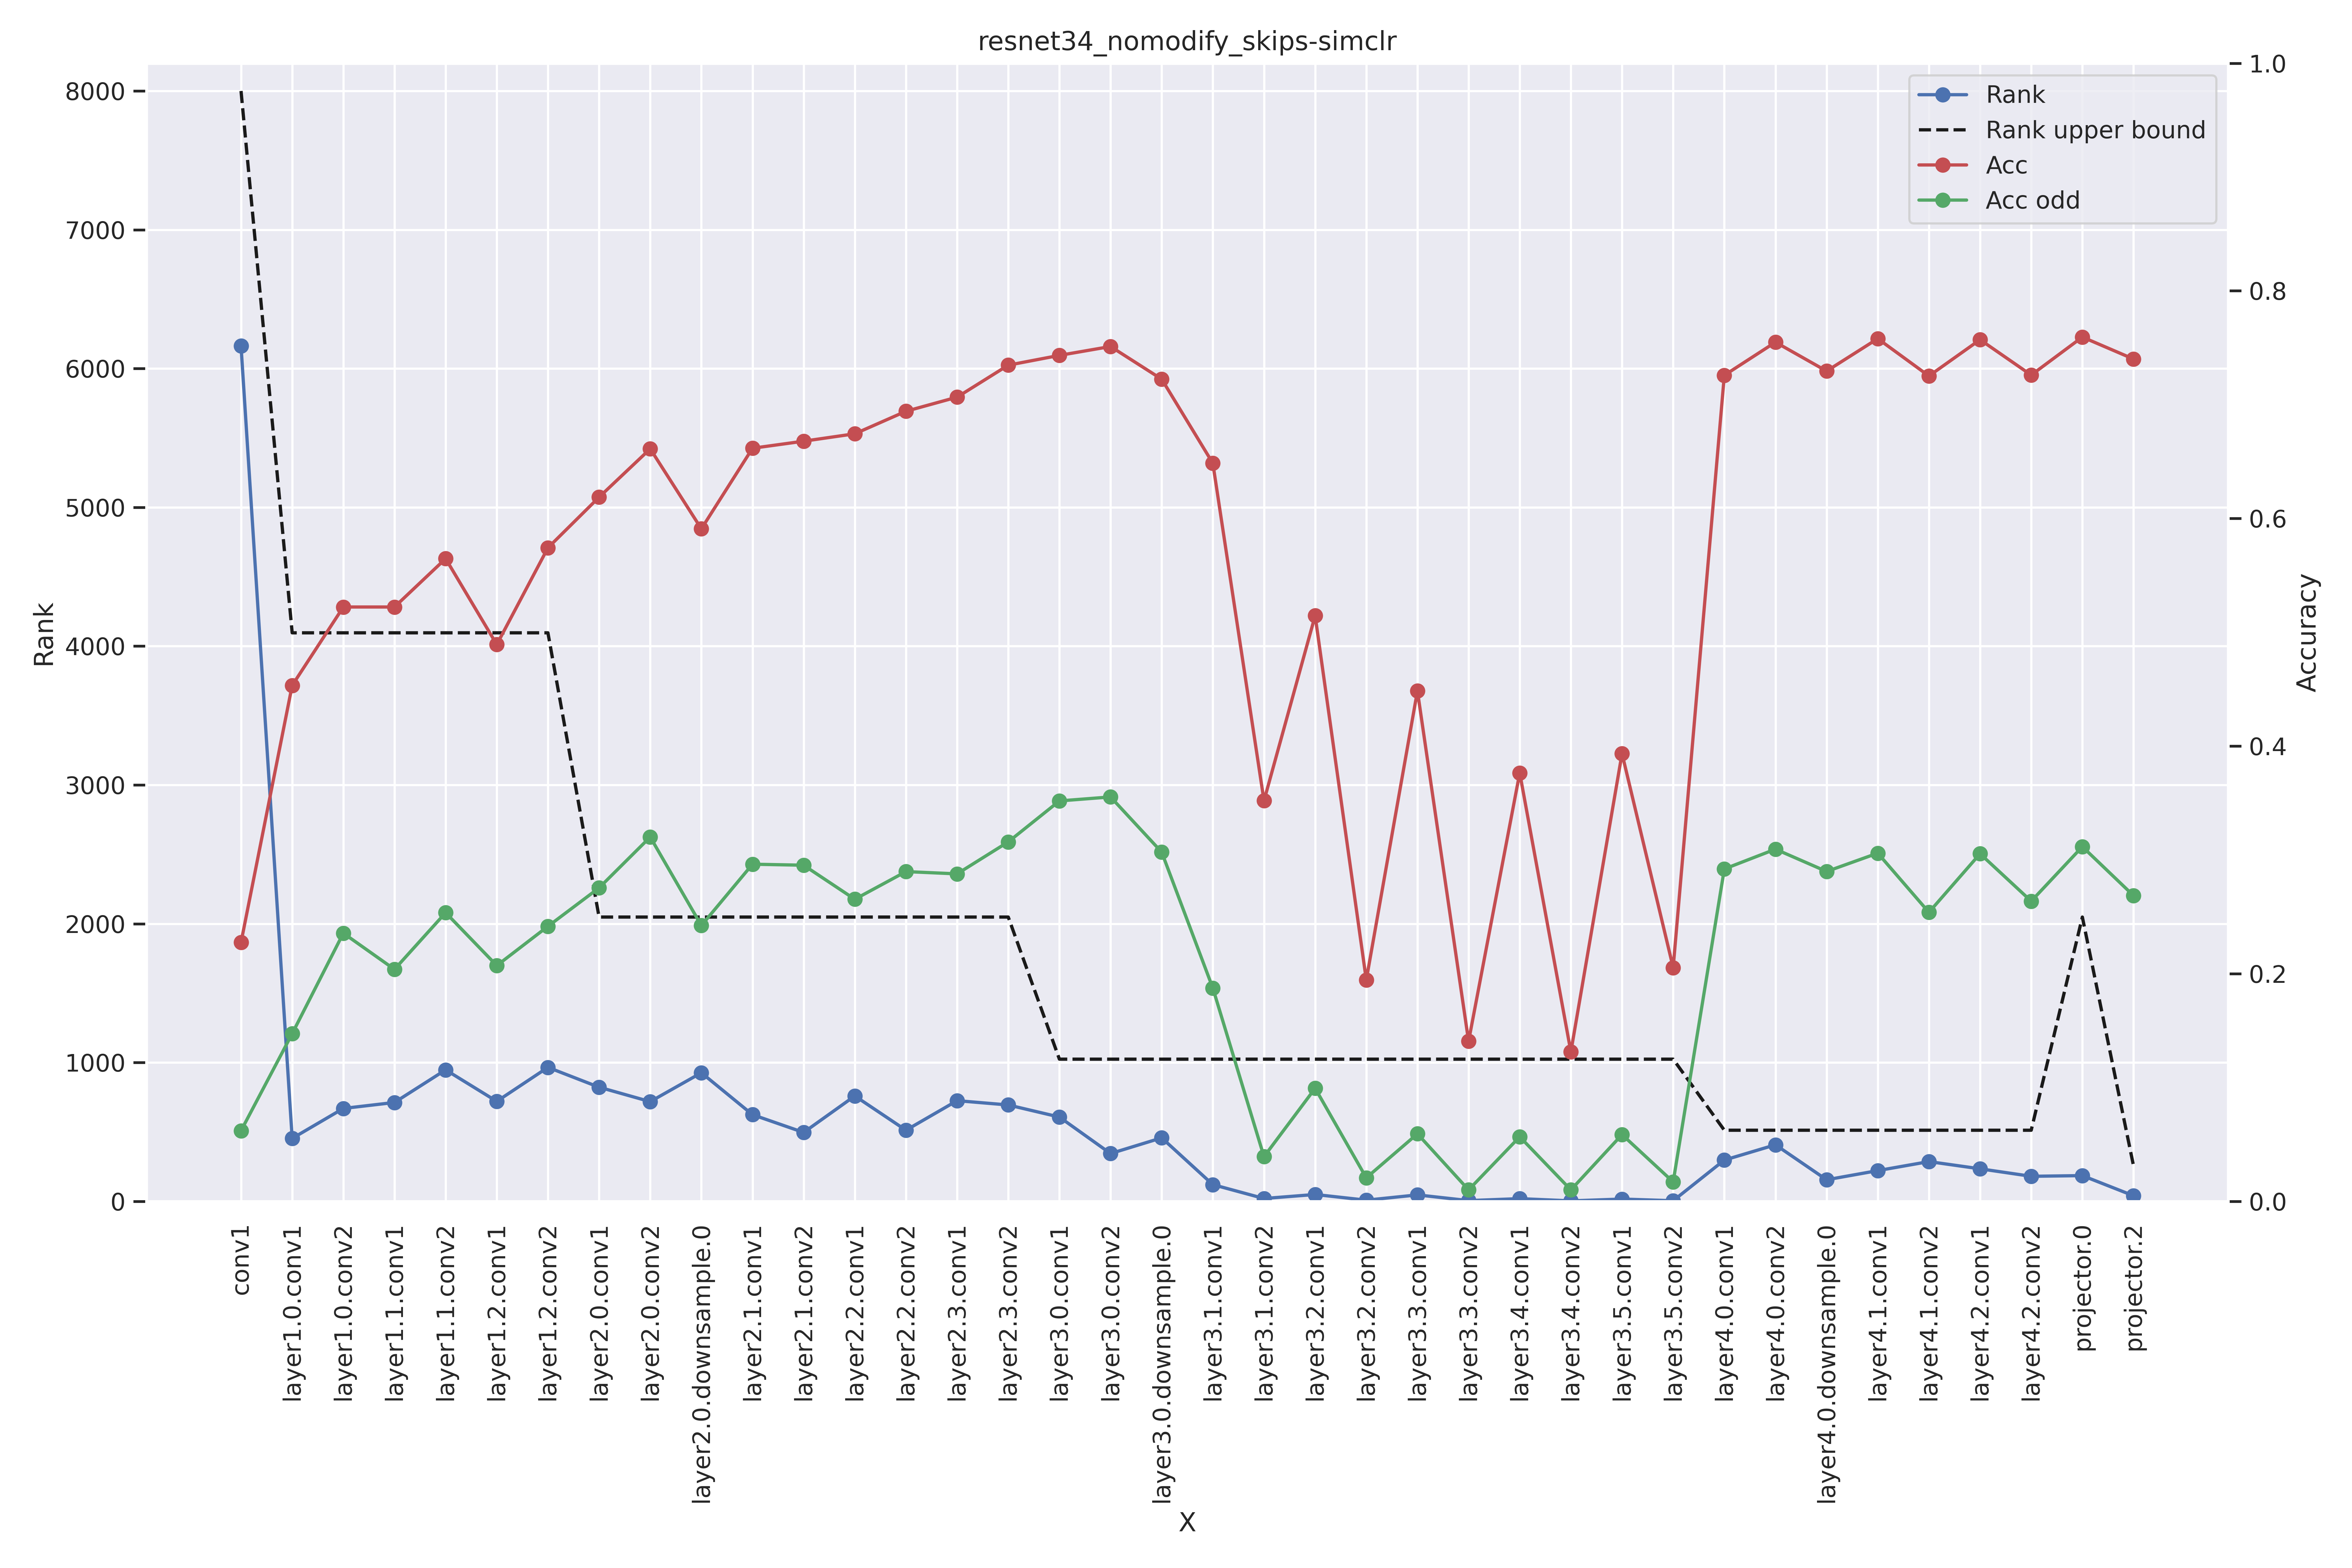 resnet34_nomodify_skips-simclr
8000
7000
6000
5000
4000
3000
2000
1000
0
Rank
1.0
0.8
0.6
0.4
0.2
0.0
Accuracy
Rank
Rank upper bound
Acc
Acc odd
conv1
layer1.0.conv1
layer1.0.conv2
layer1.1.conv1
layer1.1.conv2
layer1.2.conv1
layer1.2.conv2
layer2.0.conv1
layer2.0.conv2
layer2.0.downsample.0
layer2.1.conv1
layer2.1.conv2
layer2.2.conv1
layer2.2.conv2
layer2.3.conv1
layer2.3.conv2
layer3.0.conv1
layer3.0.conv2
layer3.0.downsample.0
layer3.1.conv1
layer3.1.conv2
layer3.2.conv1
layer3.2.conv2
layer3.3.conv1
layer3.3.conv2
layer3.4.conv1
layer3.4.conv2
layer3.5.conv1
layer3.5.conv2
layer4.0.conv1
layer4.0.conv2
layer4.0.downsample.0
layer4.1.conv1
layer4.1.conv2
layer4.2.conv1
layer4.2.conv2
projector.0
projector.2
X